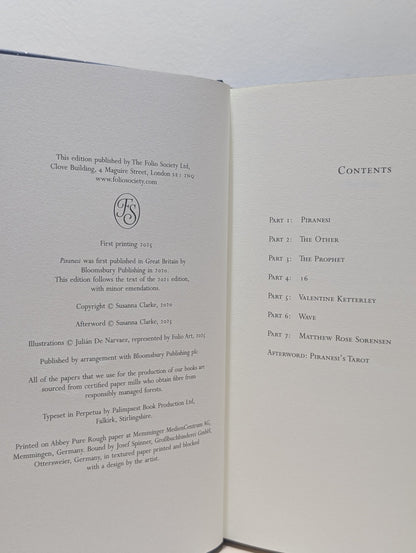 This edition published by The Folio Society Ltd,
Clove Building, 4 Maguire Street, London SE1 2NQ
www.foliosociety.com
FS
First printing 2025
Piranesi was first published in Great Britain by
Bloomsbury Publishing in 2020.
This edition follows the text of the 2021 edition,
with minor emendations.
Copyright © Susanna Clarke, 2020
Afterword © Susanna Clarke, 2025
Illustrations © Julián De Narvaez, represented by Folio Art, 2025
Published by arrangement with Bloomsbury Publishing plc
All of the papers that we use for the production of our books are
sourced from certified paper mills who obtain fibre from
responsibly managed forests.
Typeset in Perpetua by Palimpsest Book Production Ltd,
Falkirk, Stirlingshire.
Printed on Abbey Pure Rough paper at Memminger MedienCentrum AG,
Memmingen, Germany. Bound by Josef Spinner, Großbuchbinderei GmbH,
Ottersweier, Germany, in textured paper printed and blocked
with a design by the artist.
Contents
Part 1: Piranesi
Part 2: The Other
Part 3: The Prophet
Part 4: 16
Part 5: Valentine Ketterley
Part 6: Wave
Part 7: Matthew Rose Sorensen
Afterword: Piranesi's Tarot